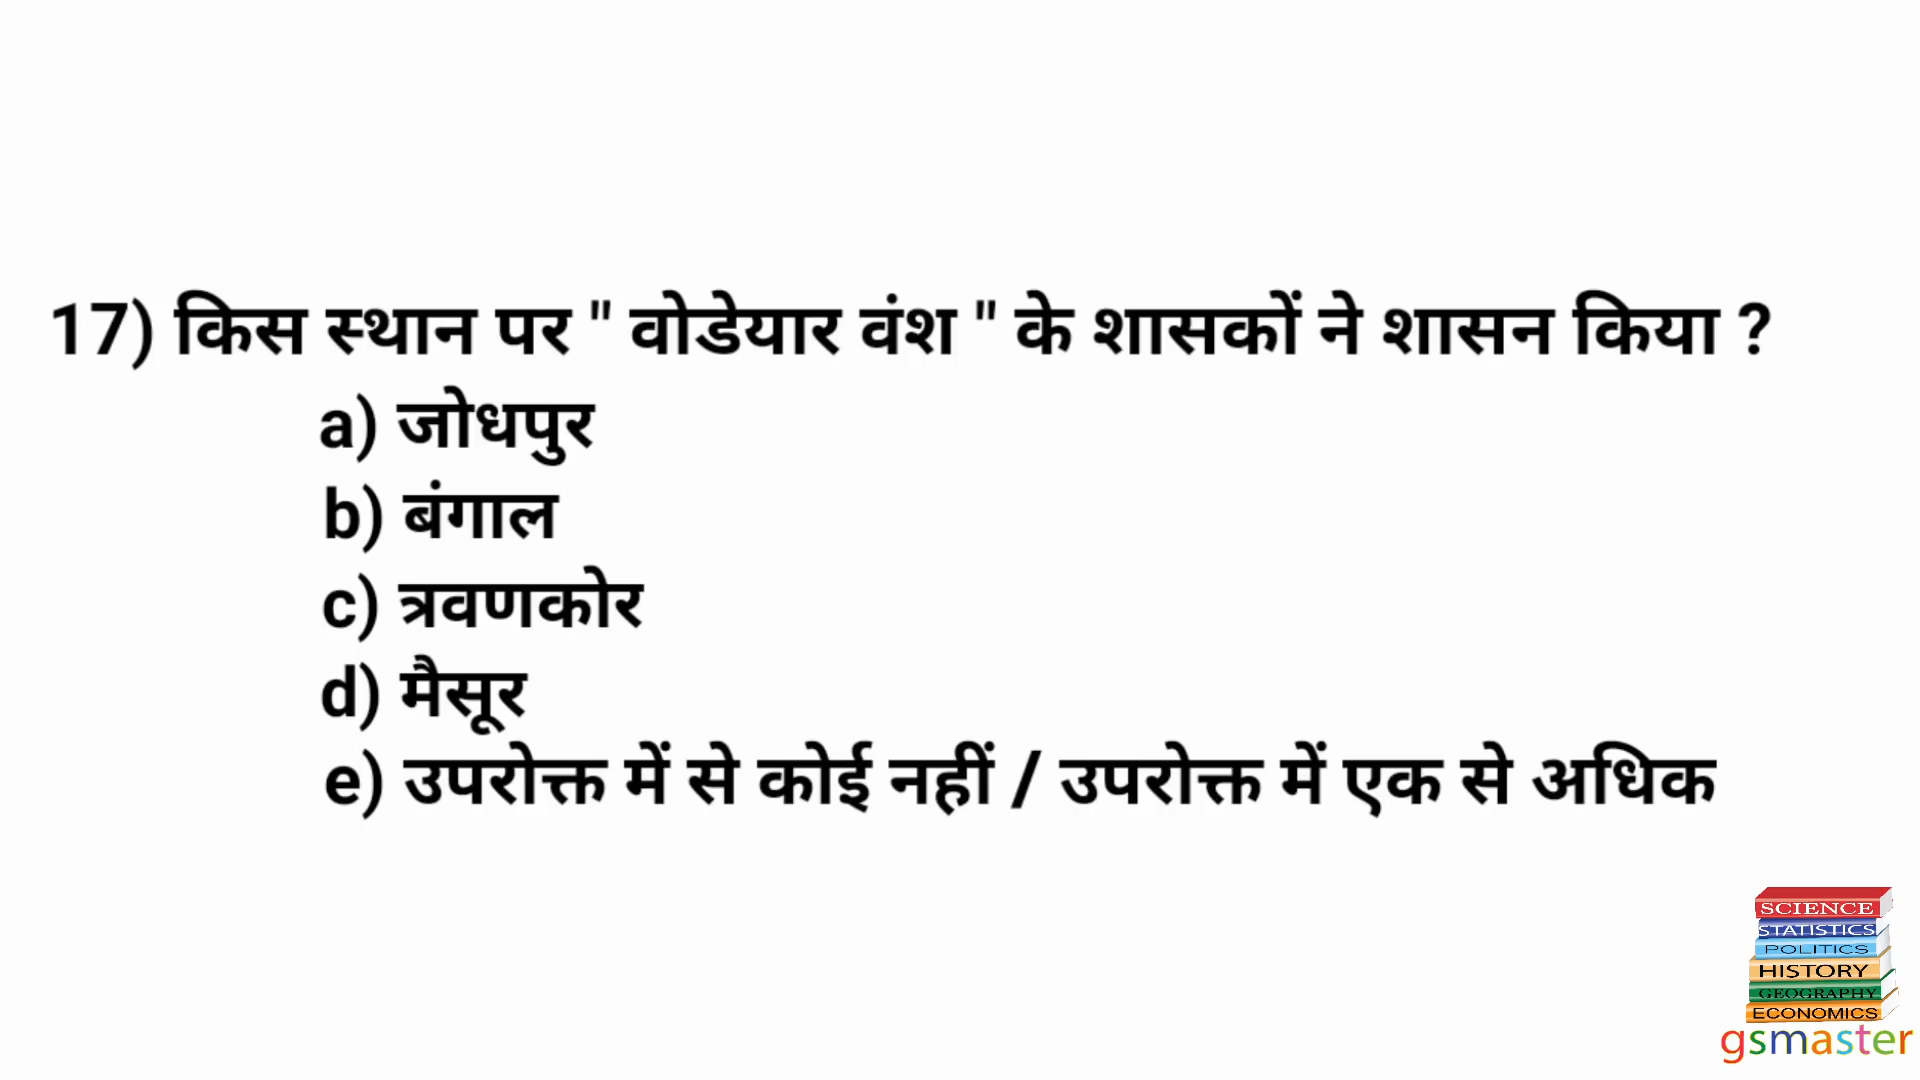 17) किस स्थान पर " वोडेयार वंश " के शासकों ने शासन किया ?
a) जोधपुर
b) बंगाल
c) त्रवणकोर
d) मैसूर
e) उपरोक्त में से कोई नहीं / उपरोक्त में एक से अधिक
SCIENCE
STATISTICS
POLITICS
HISTORY
GEOGRAPHY
ECONOMICS
gsmaster